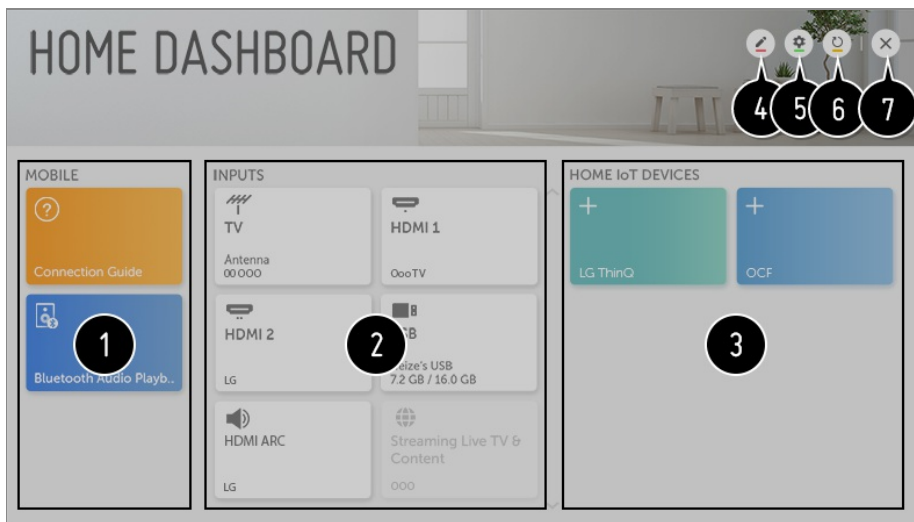 HOME DASHBOARD
4 5 6 7
MOBILE
Connection Guide
1
Bluetooth Audio Playb..
INPUTS
TV
Antenna
00 000
HDMI 1
OooTV
HDMI 2
LG
2
7.2 GB / 16.0 GB
HDMI ARC
LG
Streaming Live TV &
Content
000
HOME IoT DEVICES
LG ThinQ
OCF
3